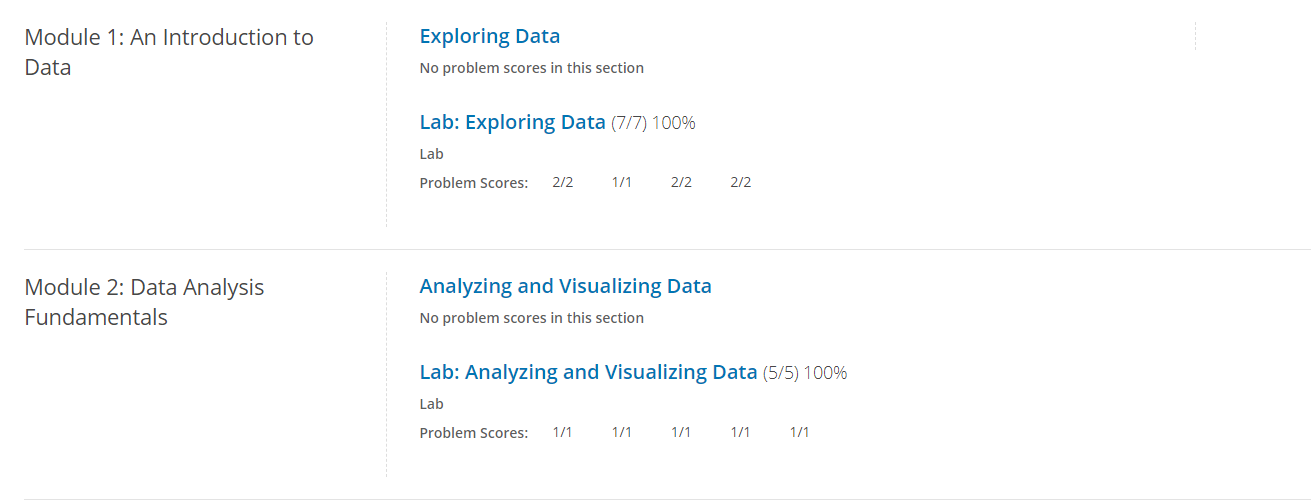 Module 1: An Introduction to
Data
Exploring Data
No problem scores in this section
Lab: Exploring Data (7/7) 100%
Lab
Problem Scores: 2/2 1/1 2/2 2/2
Module 2: Data Analysis
Fundamentals
Analyzing and Visualizing Data
No problem scores in this section
Lab: Analyzing and Visualizing Data (5/5) 100%
Lab
Problem Scores: 1/1 1/1 1/1 1/1 1/1